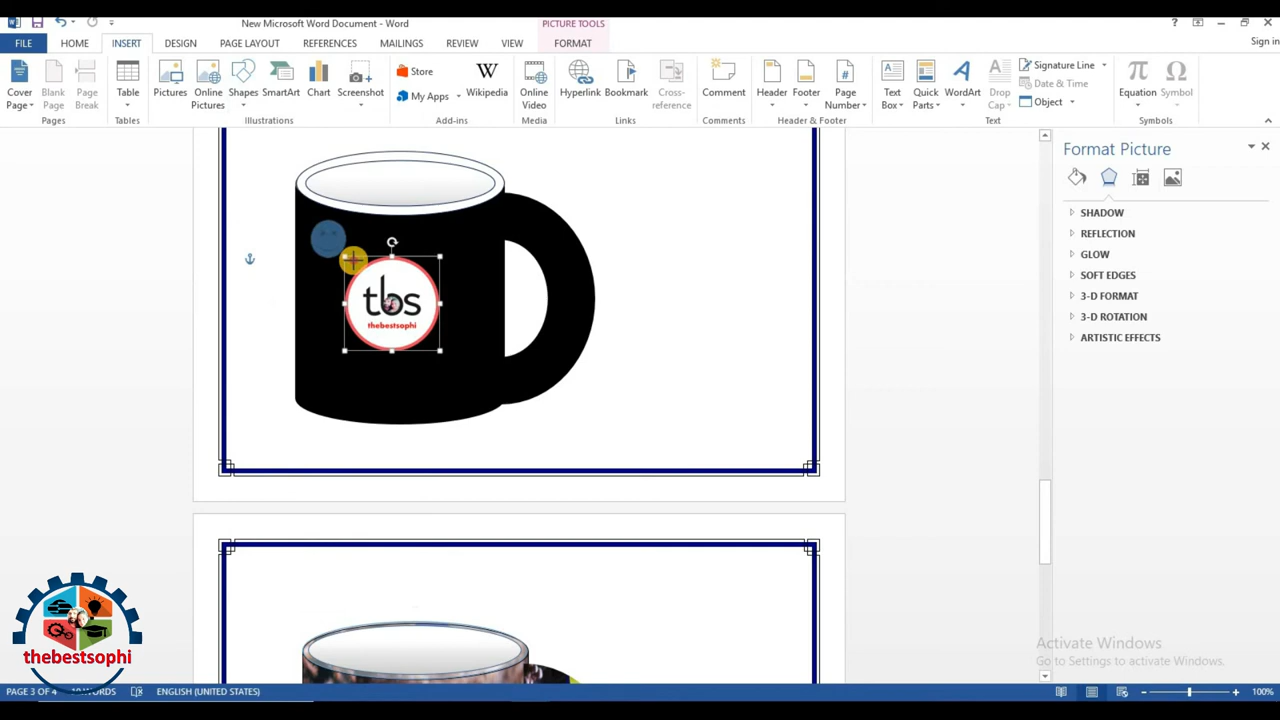 New Microsoft Word Document - Word
PICTURE TOOLS
?
Sign in
FILE
HOME
INSERT
DESIGN
PAGE LAYOUT
REFERENCES
MAILINGS
REVIEW
VIEW
FORMAT
Cover Page
Blank Page
Page Break
Table
Pictures
Online Pictures
Shapes
SmartArt
Chart
Screenshot
Store
My Apps
Wikipedia
Online Video
Hyperlink
Bookmark
Cross-reference
Comment
Header
Footer
Page Number
Text Box
Quick Parts
WordArt
Drop Cap
Signature Line
Date & Time
Object
Equation
Symbol
Pages
Tables
Illustrations
Add-ins
Media
Links
Comments
Header & Footer
Text
Symbols
Format Picture
SHADOW
REFLECTION
GLOW
SOFT EDGES
3-D FORMAT
3-D ROTATION
ARTISTIC EFFECTS
tbs
thebestsophi
thebestsophi
Activate Windows
Go to Settings to activate Windows.
PAGE 3 OF 4
WORDS
ENGLISH (UNITED STATES)
100%